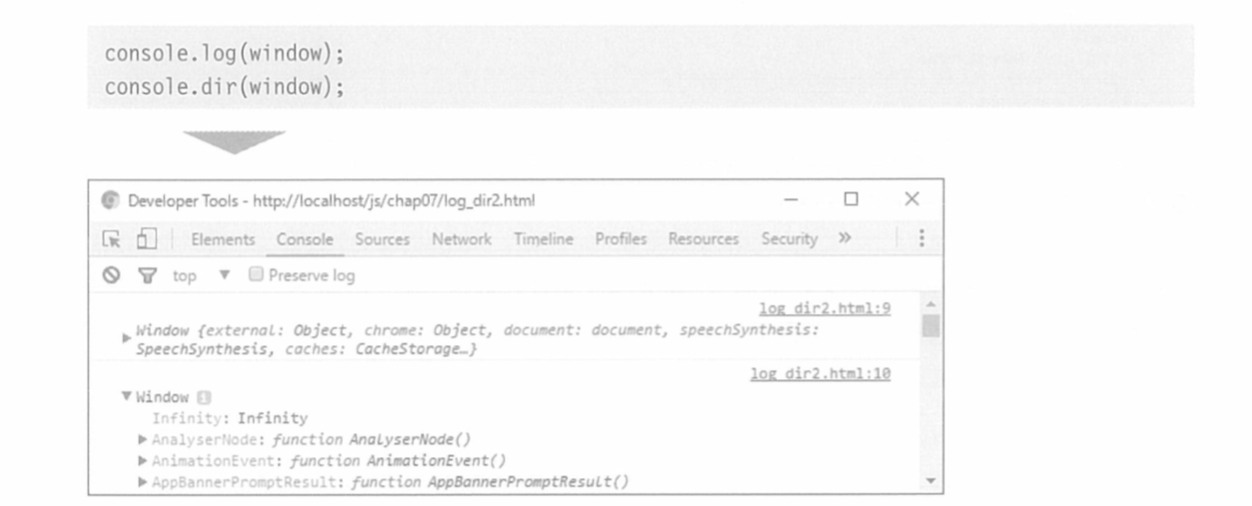 console.log(window);
console.dir(window);
Developer Tools - http://localhost/js/chap07/log_dir2.html
Elements Console Sources Network Timeline Profiles Resources Security »
top ▼ Preserve log
log_dir2.html:9
▶ Window {external: Object, chrome: Object, document: document, speechSynthesis:
SpeechSynthesis, caches: CacheStorage…}
log_dir2.html:10
▼ Window i
Infinity: Infinity
▶ AnalyserNode: function AnalyserNode()
▶ AnimationEvent: function AnimationEvent()
▶ AppBannerPromptResult: function AppBannerPromptResult()